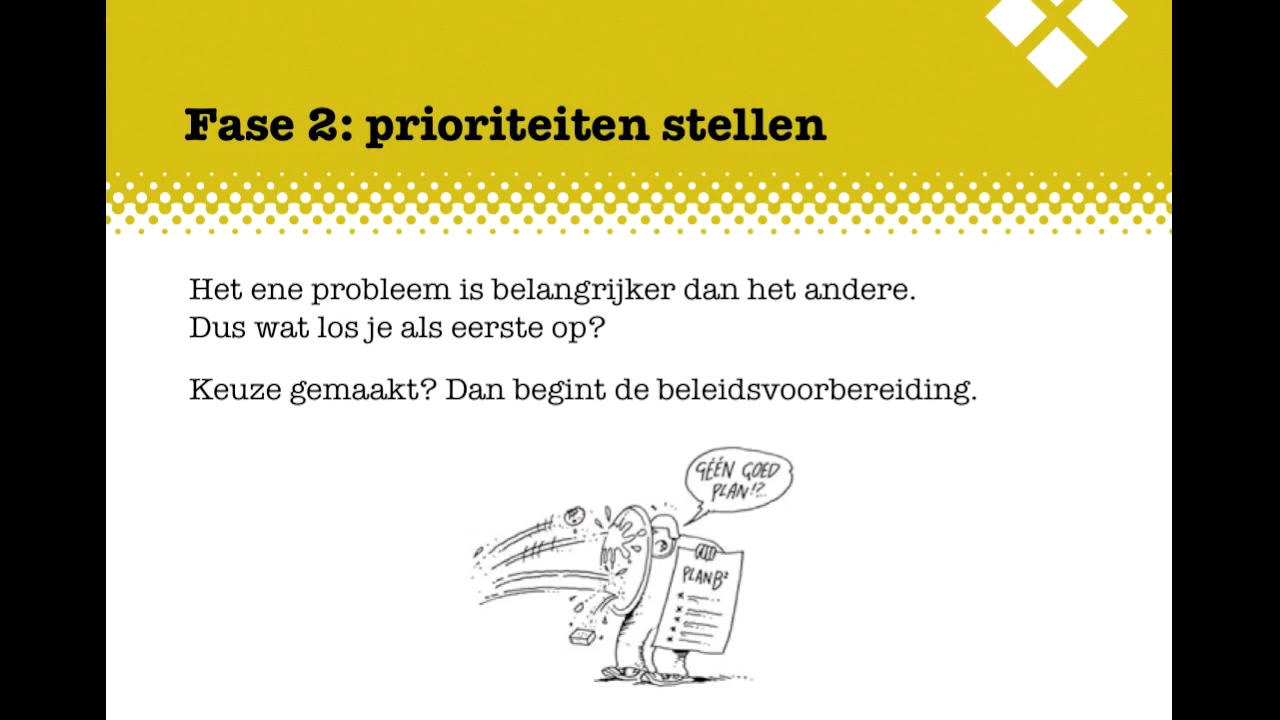 Fase 2: prioriteiten stellen
Het ene probleem is belangrijker dan het andere.
Dus wat los je als eerste op?
Keuze gemaakt? Dan begint de beleidsvoorbereiding.
GÉÉN GOED
PLAN!?
PLAN B²